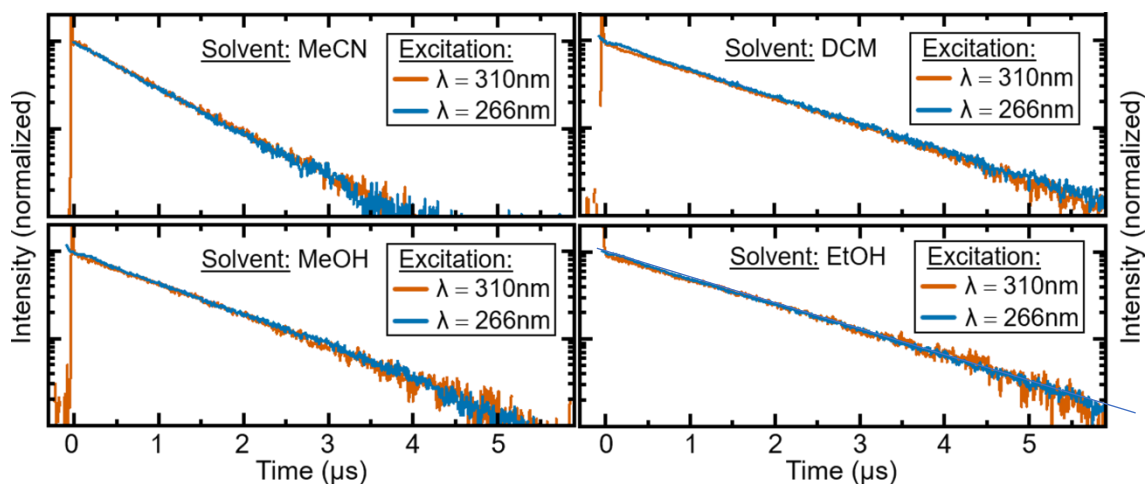 Intensity (normalized)
Solvent: MeCN
Excitation:
λ = 310nm
λ = 266nm
Solvent: DCM
Excitation:
λ = 310nm
λ = 266nm
Intensity (normalized)
Solvent: MeOH
Excitation:
λ = 310nm
λ = 266nm
Solvent: EtOH
Excitation:
λ = 310nm
λ = 266nm
0 1 2 3 4 5
0 1 2 3 4 5
Time (μs)
Time (μs)